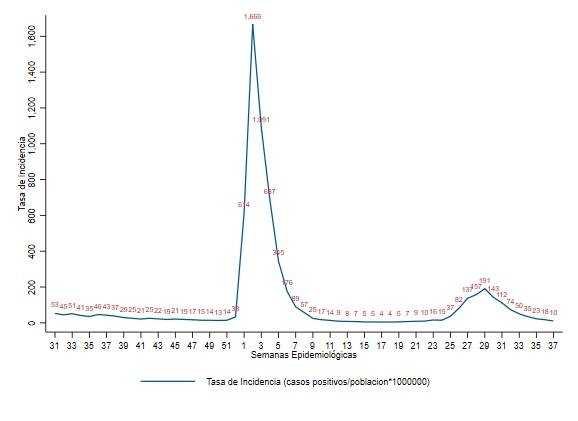 Tasa de Incidencia
1,600
1,400
1,200
1,000
800
600
400
200
0
53 45 51 41 35 46 43 37 29 25 21 25 22 19 21 19 17 15 14 13 14 33 614 1,666 1,091 687 345 176 89 57 25 17 14 9 8 7 5 5 4 4 5 7 9 10 16 15 37 82 137 157 191 143 112 74 50 35 23 18 10
31 33 35 37 39 41 43 45 47 49 51 1 3 5 7 9 11 13 15 17 19 21 23 25 27 29 31 33 35 37
Semanas Epidemiológicas
Tasa de Incidencia (casos positivos/poblacion*1000000)